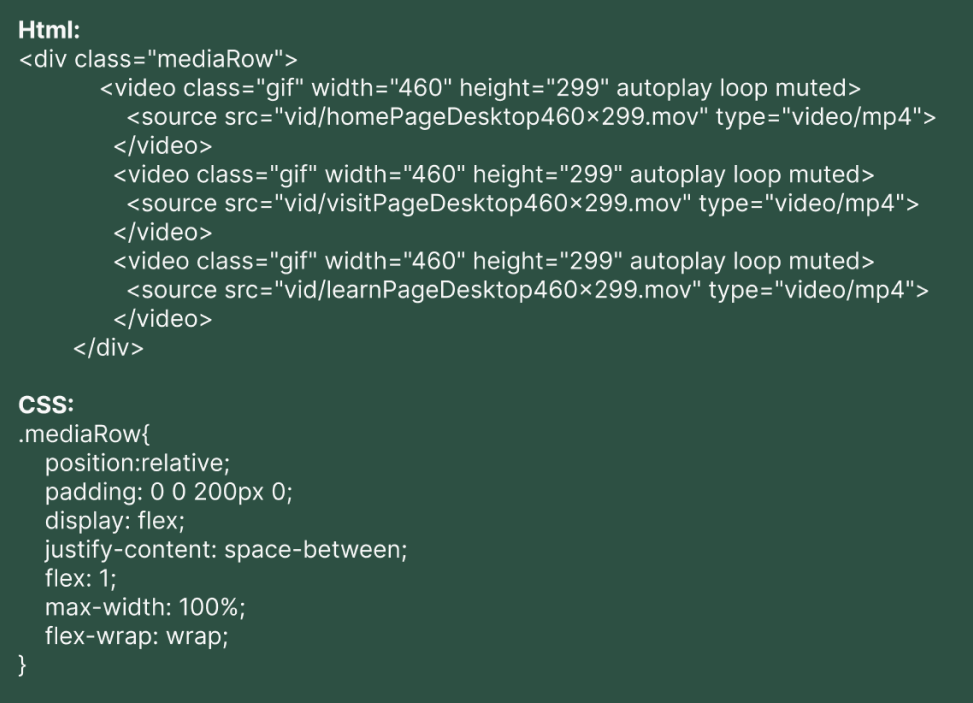 Html:
<div class="mediaRow">
<video class="gif" width="460" height="299" autoplay loop muted>
<source src="vid/homePageDesktop460×299.mov" type="video/mp4">
</video>
<video class="gif" width="460" height="299" autoplay loop muted>
<source src="vid/visitPageDesktop460×299.mov" type="video/mp4">
</video>
<video class="gif" width="460" height="299" autoplay loop muted>
<source src="vid/learnPageDesktop460×299.mov" type="video/mp4">
</video>
</div>
CSS:
.mediaRow{
position:relative;
padding: 0 0 200px 0;
display: flex;
justify-content: space-between;
flex: 1;
max-width: 100%;
flex-wrap: wrap;
}